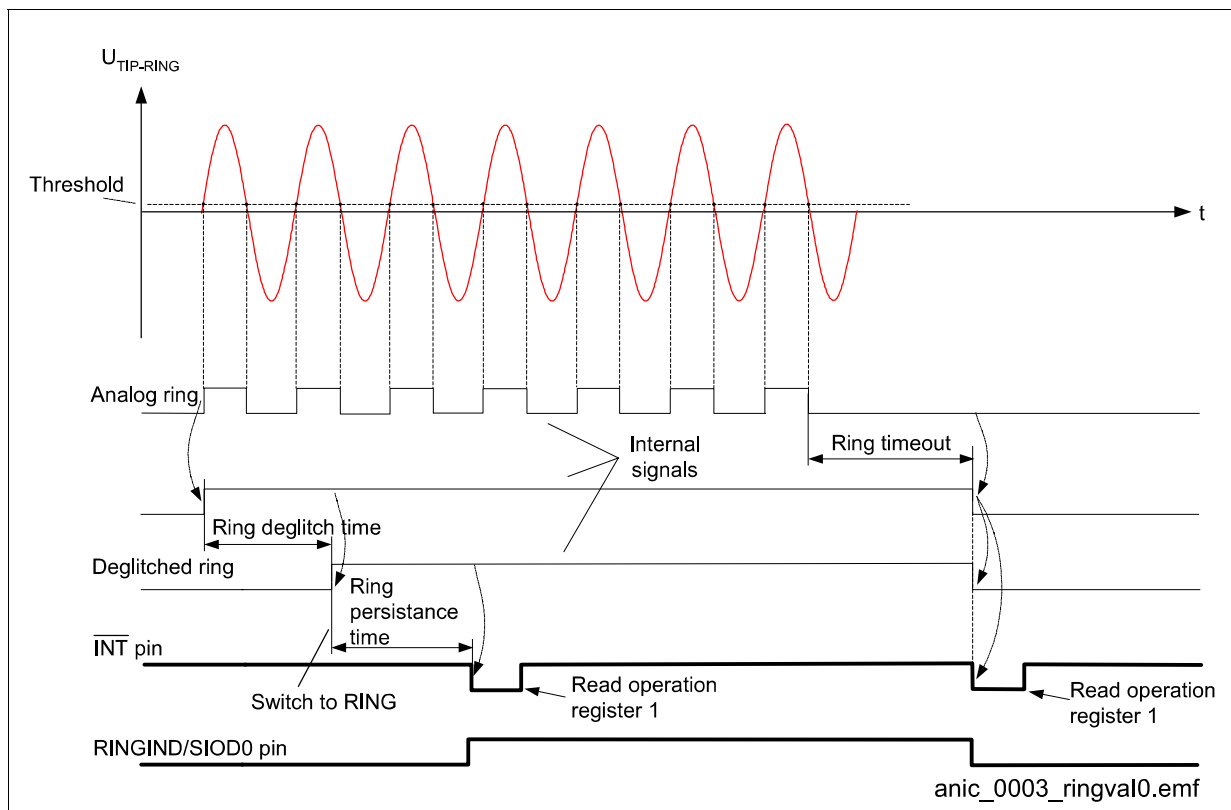 U_TIP-RING
Threshold
t
Analog ring
Internal
signals
Ring timeout
Ring deglitch time
Deglitched ring
Ring
persistance
time
INT pin
Switch to RING
Read operation
register 1
Read operation
register 1
RINGIND/SIOD0 pin
anic_0003_ringval0.emf